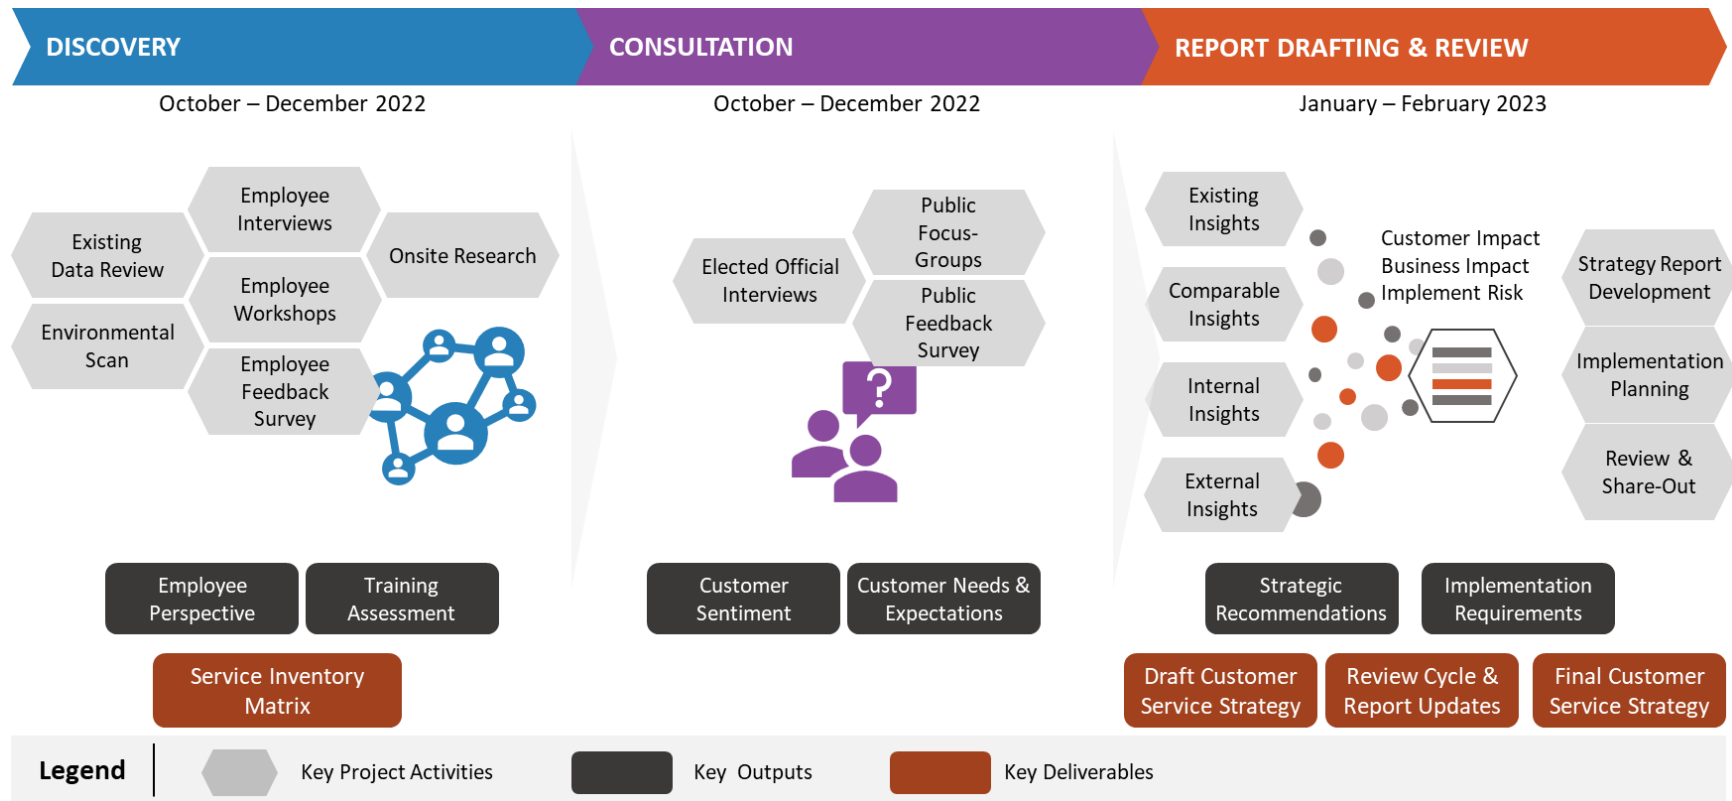 DISCOVERY
CONSULTATION
REPORT DRAFTING & REVIEW
October – December 2022
October – December 2022
January – February 2023
Existing
Data Review
Environmental
Scan
Employee
Interviews
Employee
Workshops
Employee
Feedback
Survey
Onsite Research
Elected Official
Interviews
Public
Focus-
Groups
Public
Feedback
Survey
?
Existing
Insights
Comparable
Insights
Internal
Insights
External
Insights
Customer Impact
Business Impact
Implement Risk
Strategy Report
Development
Implementation
Planning
Review &
Share-Out
Employee
Perspective
Training
Assessment
Customer
Sentiment
Customer Needs &
Expectations
Strategic
Recommendations
Implementation
Requirements
Service Inventory
Matrix
Draft Customer
Service Strategy
Review Cycle &
Report Updates
Final Customer
Service Strategy
Legend
Key Project Activities
Key Outputs
Key Deliverables